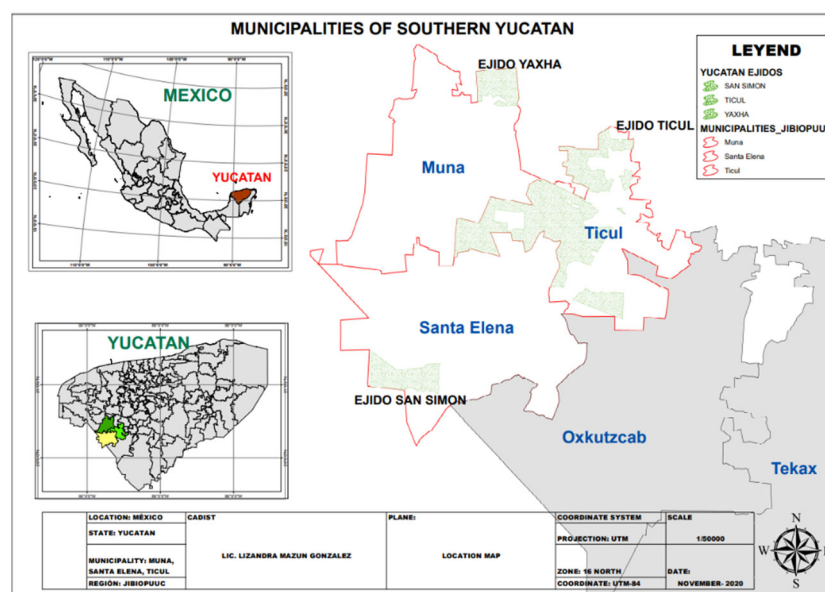 MUNICIPALITIES OF SOUTHERN YUCATAN
MEXICO
YUCATAN
YUCATAN
EJIDO YAXHA
EJIDO TICUL
Muna
Ticul
Santa Elena
EJIDO SAN SIMON
Oxkutzcab
Tekax
LEYEND
YUCATAN EJIDOS
SAN SIMON
TICUL
YAXHA
MUNICIPALITIES_JIBIOPUUC
Muna
Santa Elena
Ticul
LOCATION: MÉXICO
STATE: YUCATAN
MUNICIPALITY: MUNA,
SANTA ELENA, TICUL
REGIÓN: JIBIOPUUC
CADIST
LIC. LIZANDRA MAZUN GONZALEZ
PLANE:
LOCATION MAP
COORDINATE SYSTEM
PROJECTION: UTM
ZONE: 16 NORTH
COORDINATE: UTM-84
SCALE
1/50000
DATE:
NOVEMBER- 2020
N
W
S